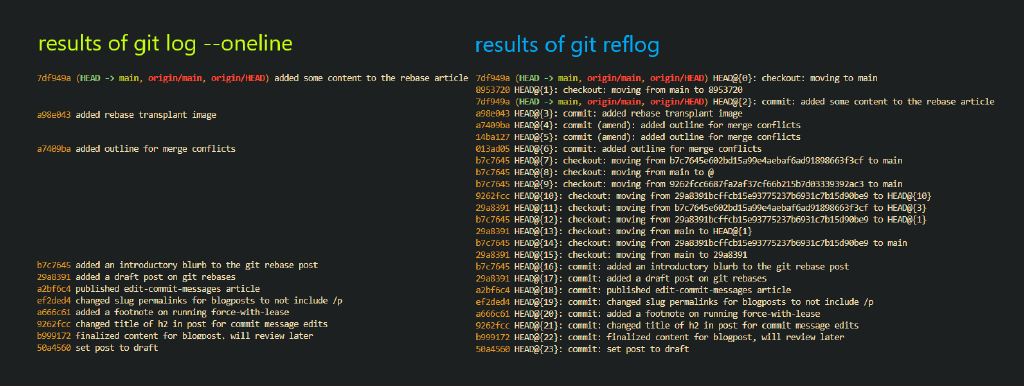 results of git log --oneline
7df949a (HEAD -> main, origin/main, origin/HEAD) added some content to the rebase article
a98e043 added rebase transplant image
a7409ba added outline for merge conflicts
b7c7645 added an introductory blurb to the git rebase post
29a8391 added a draft post on git rebases
a2bf6c4 published edit-commit-messages article
ef2ded4 changed slug permalinks for blogposts to not include /p
a666c61 added a footnote on running force-with-lease
9262fcc changed title of h2 in post for commit message edits
b999172 finalized content for blogpost, will review later
50a4560 set post to draft
results of git reflog
7df949a (HEAD -> main, origin/main, origin/HEAD) HEAD@{0}: checkout: moving to main
8953720 HEAD@{1}: checkout: moving from main to 8953720
7df949a (HEAD -> main, origin/main, origin/HEAD) HEAD@{2}: commit: added some content to the rebase article
a98e043 HEAD@{3}: commit: added rebase transplant image
a7409ba HEAD@{4}: commit (amend): added outline for merge conflicts
14ba127 HEAD@{5}: commit (amend): added outline for merge conflicts
013ad05 HEAD@{6}: commit: added outline for merge conflicts
b7c7645 HEAD@{7}: checkout: moving from b7c7645e602bd15a99e4aebaf6ad91898663f3cf to main
b7c7645 HEAD@{8}: checkout: moving from main to @
b7c7645 HEAD@{9}: checkout: moving from 9262fcc6687fa2af37cf66b215b7d03339392ac3 to main
9262fcc HEAD@{10}: checkout: moving from 29a8391bcffcb15e93775237b6931c7b15d90be9 to HEAD@{10}
29a8391 HEAD@{11}: checkout: moving from b7c7645e602bd15a99e4aebaf6ad91898663f3cf to HEAD@{3}
b7c7645 HEAD@{12}: checkout: moving from 29a8391bcffcb15e93775237b6931c7b15d90be9 to HEAD@{1}
29a8391 HEAD@{13}: checkout: moving from main to HEAD@{1}
b7c7645 HEAD@{14}: checkout: moving from 29a8391bcffcb15e93775237b6931c7b15d90be9 to main
29a8391 HEAD@{15}: checkout: moving from main to 29a8391
b7c7645 HEAD@{16}: commit: added an introductory blurb to the git rebase post
29a8391 HEAD@{17}: commit: added a draft post on git rebases
a2bf6c4 HEAD@{18}: commit: published edit-commit-messages article
ef2ded4 HEAD@{19}: commit: changed slug permalinks for blogposts to not include /p
a666c61 HEAD@{20}: commit: added a footnote on running force-with-lease
9262fcc HEAD@{21}: commit: changed title of h2 in post for commit message edits
b999172 HEAD@{22}: commit: finalized content for blogpost, will review later
50a4560 HEAD@{23}: commit: set post to draft